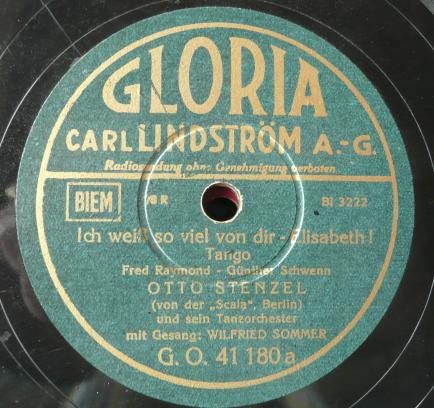 GLORIA
CARL LINDSTRÖM A.-G.
Radiosendung ohne Genehmigung verboten
BIEM
Bi 3222
Ich weiß so viel von dir - Elisabeth!
Tango
Fred Raymond - Günther Schwenn
OTTO STENZEL
(von der „Scala", Berlin)
und sein Tanzorchester
mit Gesang: WILFRIED SOMMER
G. O. 41 180 a